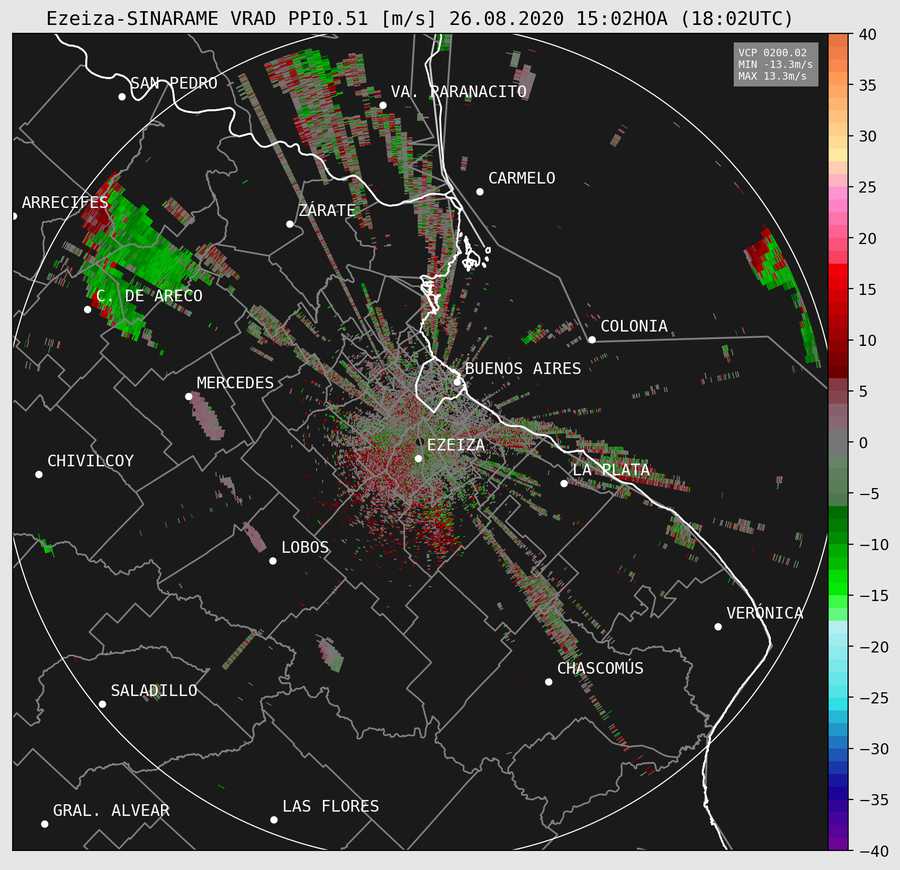 Ezeiza-SINARAME VRAD PPI0.51 [m/s] 26.08.2020 15:02HOA (18:02UTC)
VCP 0200.02
MIN -13.3m/s
MAX 13.3m/s
SAN PEDRO
VA. PARANACITO
CARMELO
ARRECIFES
ZÁRATE
C. DE ARECO
COLONIA
BUENOS AIRES
MERCEDES
EZEIZA
CHIVILCOY
LA PLATA
LOBOS
VERÓNICA
CHASCOMÚS
SALADILLO
LAS FLORES
GRAL. ALVEAR
40
35
30
25
20
15
10
5
0
−5
−10
−15
−20
−25
−30
−35
−40